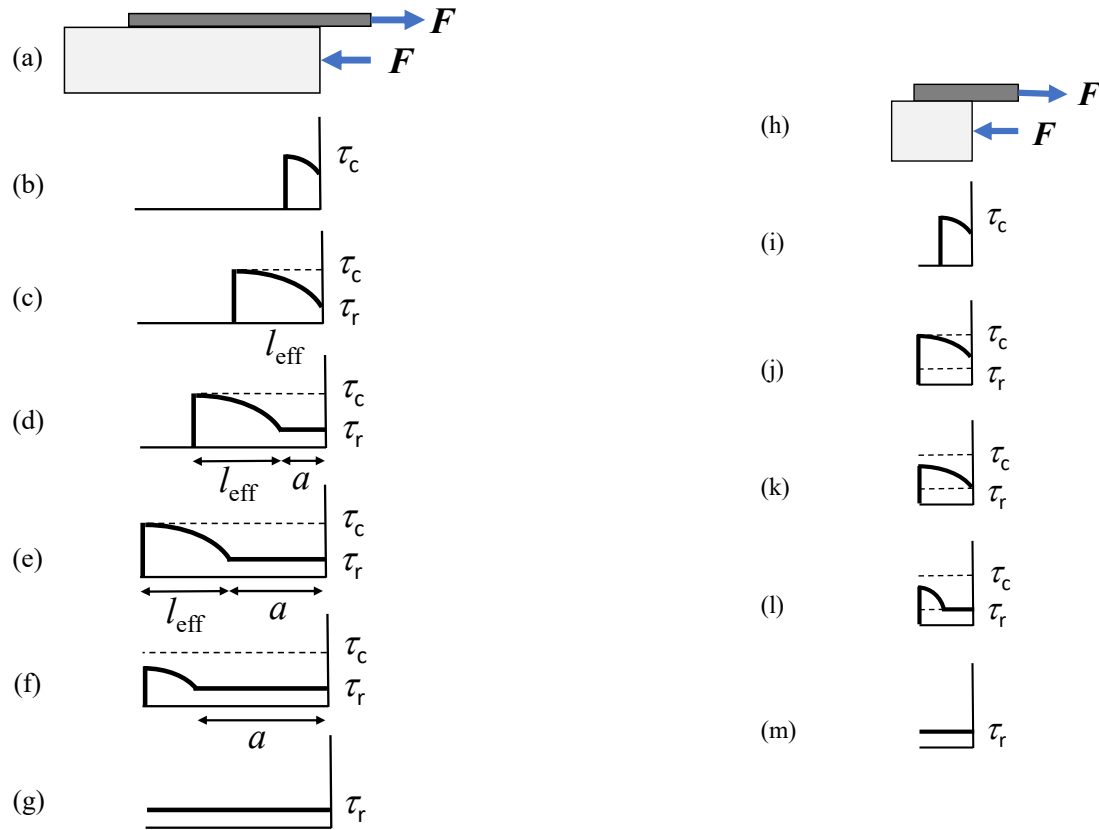 (a)
F
F
(b)
τc
(c)
τc
τr
leff
(d)
τc
τr
leff
a
(e)
τc
τr
leff
a
(f)
τc
τr
a
(g)
τr
(h)
F
F
(i)
τc
(j)
τc
τr
(k)
τc
τr
(l)
τc
τr
(m)
τr